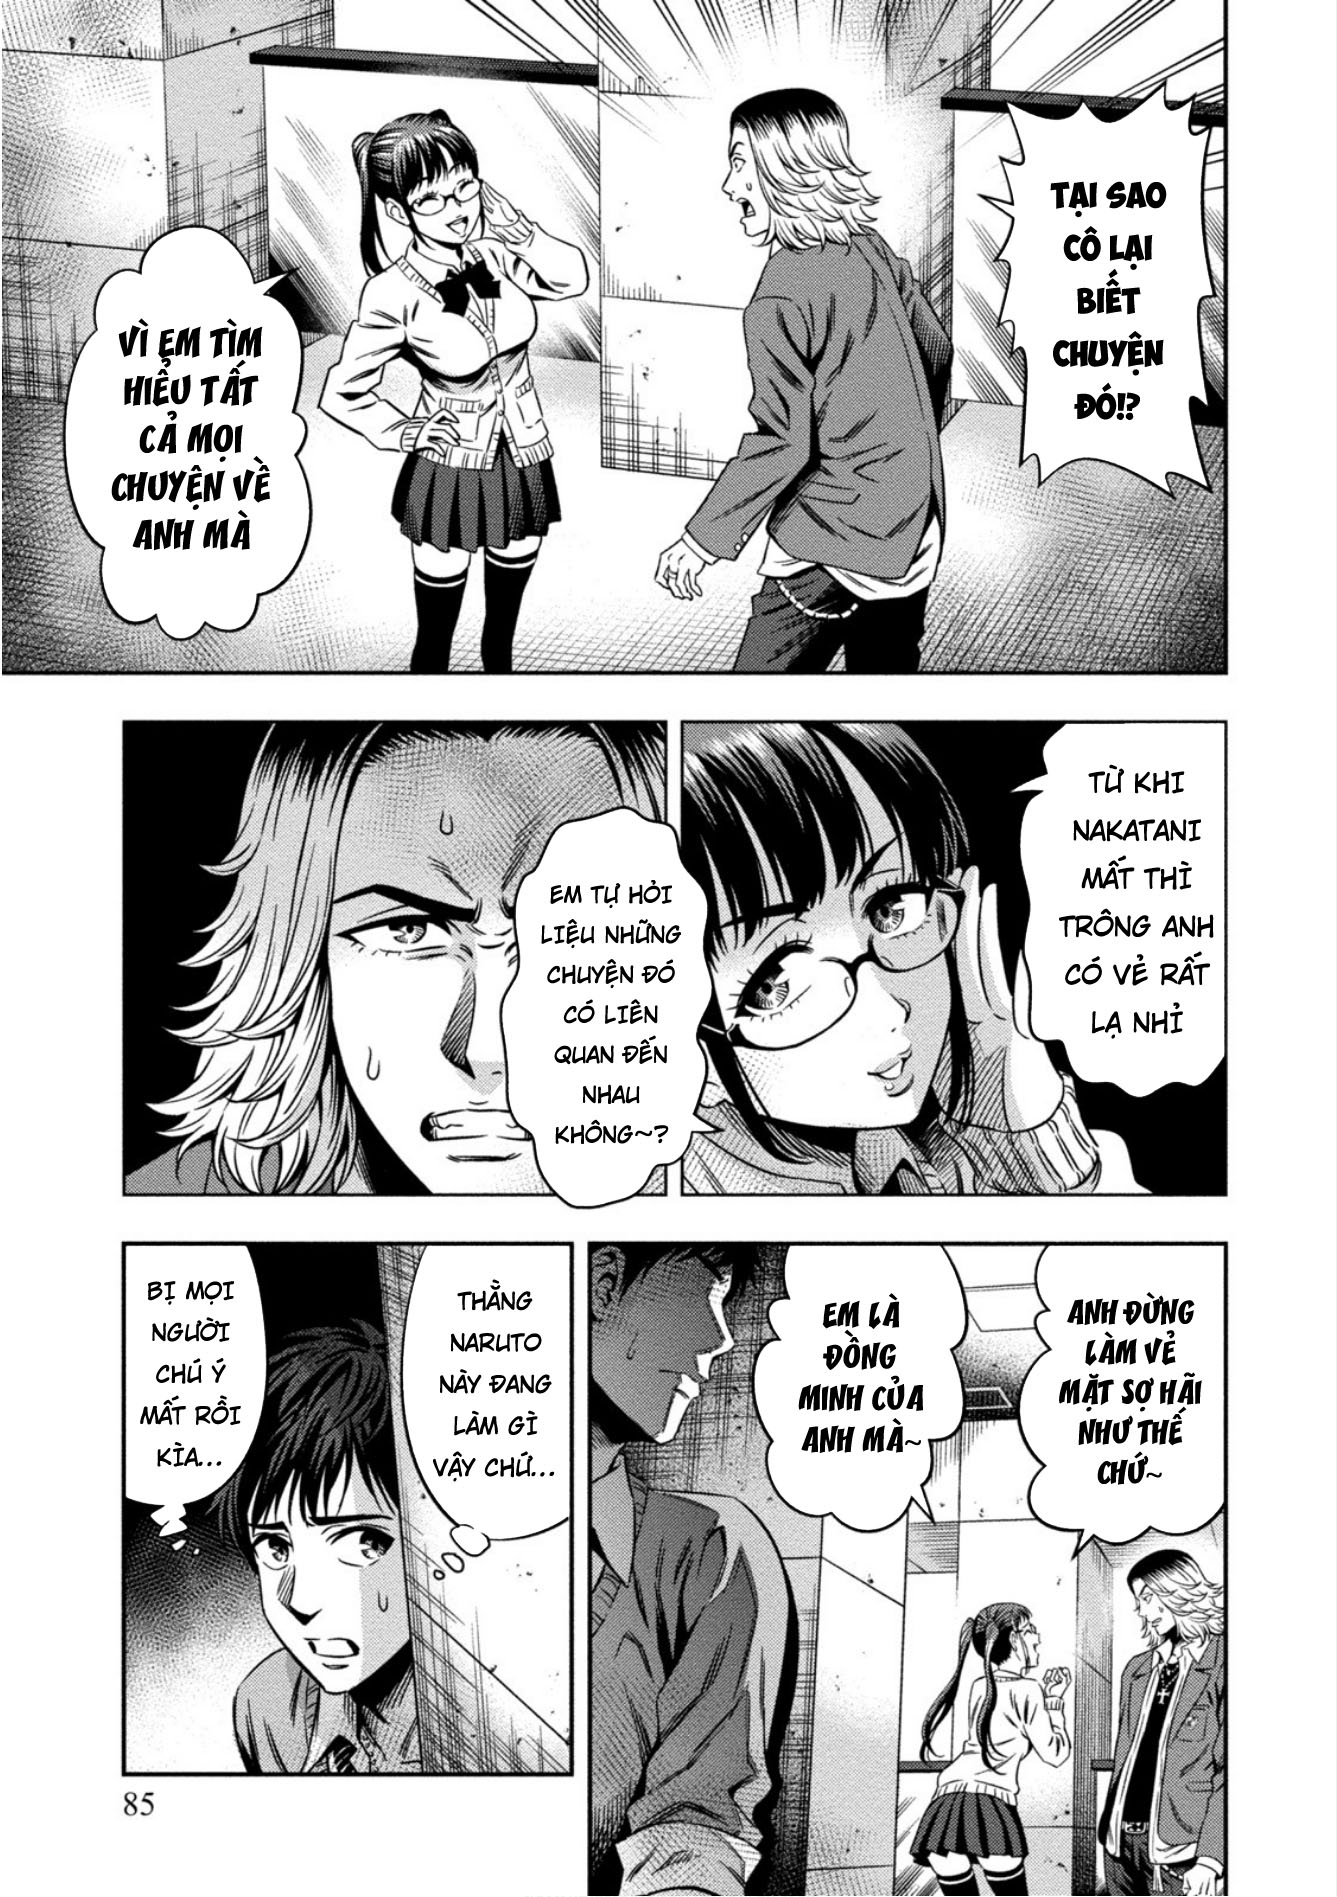 TẠI SAO
CÔ LẠI
BIẾT
CHUYỆN
ĐÓ!?
VÌ EM TÌM
HIỂU TẤT
CẢ MỌI
CHUYỆN VỀ
ANH MÀ
TỪ KHI
NAKATANI
MẤT THÌ
TRÔNG ANH
CÓ VẺ RẤT
LẠ NHỈ
EM TỰ HỎI
LIỆU NHỮNG
CHUYỆN ĐÓ
CÓ LIÊN
QUAN ĐẾN
NHAU
KHÔNG~?
ANH ĐỪNG
LÀM VẺ
MẶT SỢ HÃI
NHƯ THẾ
CHỨ~
EM LÀ
ĐỒNG
MINH CỦA
ANH MÀ~
THẰNG
NARUTO
NÀY ĐANG
LÀM GÌ
VẬY CHỨ...
BỊ MỌI
NGƯỜI
CHÚ Ý
MẤT RỒI
KÌA...
85